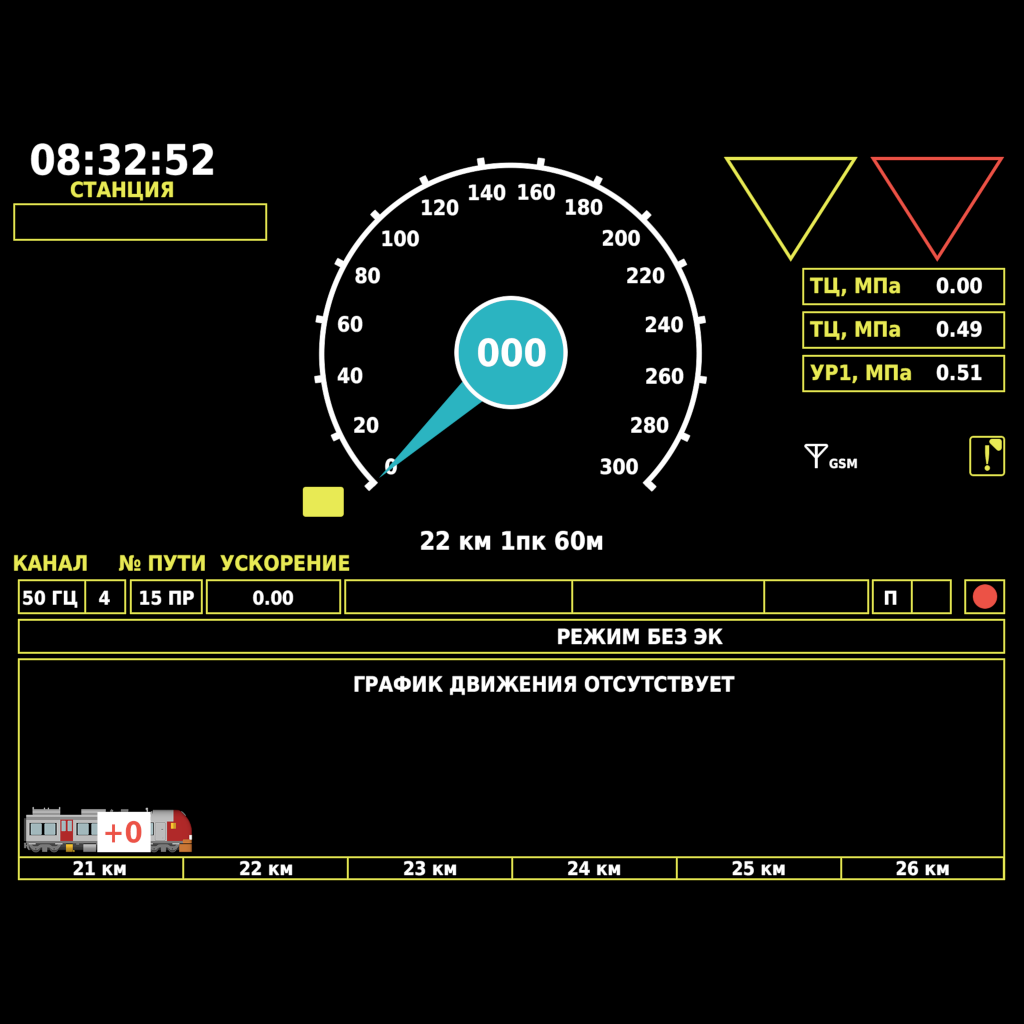 08:32:52
СТАНЦИЯ
0
20
40
60
80
100
120
140
160
180
200
220
240
260
280
300
000
ТЦ, МПа 0.00
ТЦ, МПа 0.49
УР1, МПа 0.51
GSM
!
22 км 1пк 60м
КАНАЛ № ПУТИ УСКОРЕНИЕ
50 ГЦ 4 15 ПР 0.00 П
РЕЖИМ БЕЗ ЭК
ГРАФИК ДВИЖЕНИЯ ОТСУТСТВУЕТ
+0
21 км 22 км 23 км 24 км 25 км 26 км